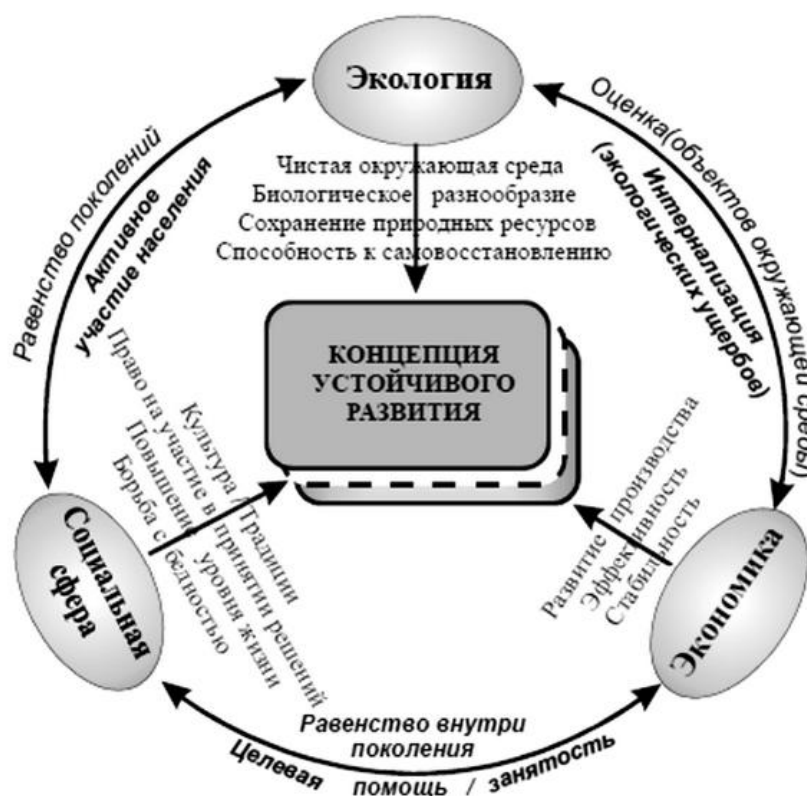 Экология
Чистая окружающая среда
Биологическое разнообразие
Сохранение природных ресурсов
Способность к самовосстановлению
Равенство поколений
Активное
участие населения
Оценка(объектов окружающей среды)
Интернализация
(экологических ущербов)
КОНЦЕПЦИЯ
УСТОЙЧИВОГО
РАЗВИТИЯ
Культура / Традиции
Право на участие в принятии решений
Повышение уровня жизни
Борьба с бедностью
Развитие производства
Эффективность
Стабильность
Социальная
сфера
Экономика
Равенство внутри
поколения
Целевая помощь / занятость